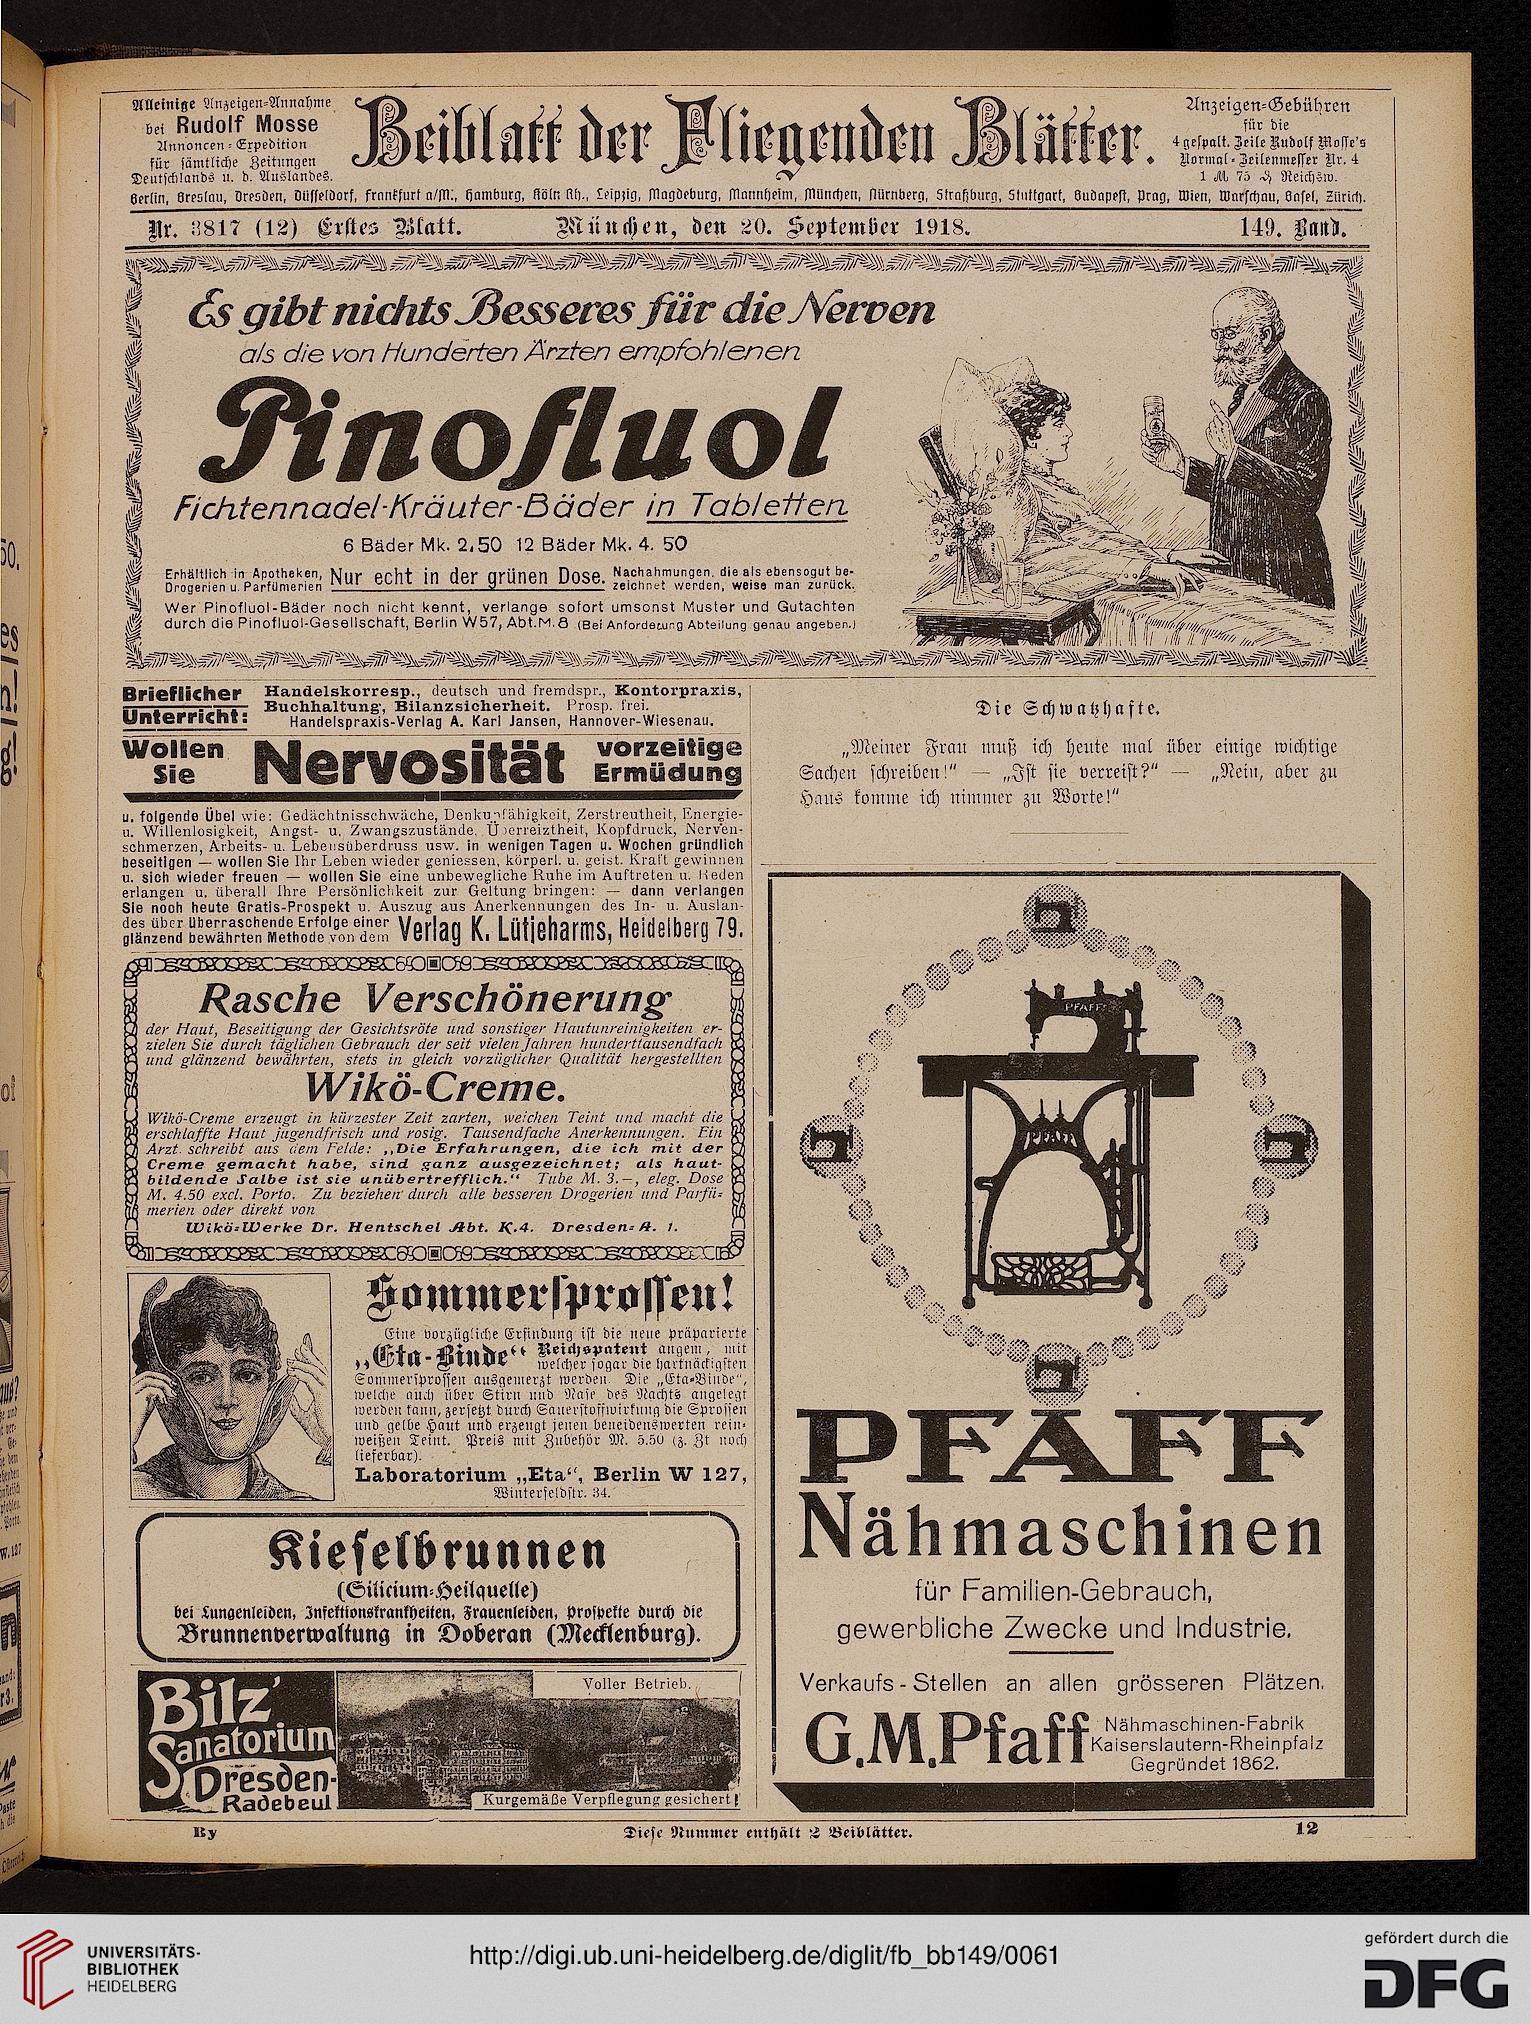 Alleinige Anzeigen-Annahme
bei Rudolf Mosse
Annoncen-Expedition
für sämtliche Zeitungen
Deutschlands u. d. Auslandes.
Beiblatt der Fliegenden Blätter.
Anzeigen-Gebühren
für die
4 gespalt. Zeile Rudolf Mosse's
Normal-Zeilenmesser Nr. 4
1 ℳ 75 ₰ Reichsw.
Berlin, Breslau, Dresden, Düsseldorf, Frankfurt a/M., Hamburg, Köln Rh., Leipzig, Magdeburg, Mannheim, München, Nürnberg, Straßburg, Stuttgart, Budapest, Prag, Wien, Warschau, Basel, Zürich.
Nr. 3817 (12) Erstes Blatt.
München, den 20. September 1918.
149. Band.
Es gibt nichts Besseres für die Nerven
als die von Hunderten Ärzten empfohlenen
Pinofluol
Fichtennadel-Kräuter-Bäder in Tabletten
6 Bäder Mk. 2,50 12 Bäder Mk. 4. 50
Erhältlich in Apotheken,
Drogerien u. Parfümerien
Nur echt in der grünen Dose.
Nachahmungen, die als ebensogut be-
zeichnet werden, weise man zurück.
Wer Pinofluol-Bäder noch nicht kennt, verlange sofort umsonst Muster und Gutachten
durch die Pinofluol-Gesellschaft, Berlin W57, Abt. M. 8 (Bei Anforderung Abteilung genau angeben.)
Brieflicher
Unterricht:
Handelskorresp., deutsch und fremdspr., Kontorpraxis,
Buchhaltung, Bilanzsicherheit. Prosp. frei.
Handelspraxis-Verlag A. Karl Jansen, Hannover-Wiesenau.
Wollen
Sie
Nervosität
vorzeitige
Ermüdung
u. folgende Übel wie: Gedächtnisschwäche, Denkunfähigkeit, Zerstreutheit, Energie-
u. Willenlosigkeit, Angst- u. Zwangszustände, Überreiztheit, Kopfdruck, Nerven-
schmerzen, Arbeits- u. Lebensüberdruss usw. in wenigen Tagen u. Wochen gründlich
beseitigen — wollen Sie Ihr Leben wieder geniessen, körperl. u. geist. Kraft gewinnen
u. sich wieder freuen — wollen Sie eine unbewegliche Ruhe im Auftreten u. Reden
erlangen u. überall Ihre Persönlichkeit zur Geltung bringen: — dann verlangen
Sie noch heute Gratis-Prospekt u. Auszug aus Anerkennungen des In- u. Auslan-
des über überraschende Erfolge einer
glänzend bewährten Methode von dem
Verlag K. Lütjeharms, Heidelberg 79.
Rasche Verschönerung
der Haut, Beseitigung der Gesichtsröte und sonstiger Hautunreinigkeiten er-
zielen Sie durch täglichen Gebrauch der seit vielen Jahren hunderttausendfach
und glänzend bewährten, stets in gleich vorzüglicher Qualität hergestellten
Wikö-Creme.
Wikö-Creme erzeugt in kürzester Zeit zarten, weichen Teint und macht die
erschlaffte Haut jugendfrisch und rosig. Tausendfache Anerkennungen. Ein
Arzt schreibt aus dem Felde: „Die Erfahrungen, die ich mit der
Creme gemacht habe, sind ganz ausgezeichnet; als haut-
bildende Salbe ist sie unübertrefflich.“ Tube M. 3.–, eleg. Dose
M. 4.50 excl. Porto. Zu beziehen durch alle besseren Drogerien und Parfü-
merien oder direkt von
Wikö-Werke Dr. Hentschel Abt. K.4. Dresden-A. 1.
Sommersprossen!
Eine vorzügliche Erfindung ist die neue präparierte
„Eta-Binde“ Reichspatent angem., mit
welcher sogar die hartnäckigsten
Sommersprossen ausgemerzt werden. Die „Eta-Binde“,
welche auch über Stirn und Nase des Nachts angelegt
werden kann, zersetzt durch Sauerstoffwirkung die Sprossen
und gelbe Haut und erzeugt jenen beneidenswerten rein-
weißen Teint. Preis mit Zubehör M. 5.50 (z. Zt noch
lieferbar).
Laboratorium „Eta“, Berlin W 127,
Winterfeldstr. 34.
Kieselbrunnen
(Silicium-Heilquelle)
bei Lungenleiden, Infektionskrankheiten, Frauenleiden, Prospekte durch die
Brunnenverwaltung in Doberan (Mecklenburg).
Bilz'
Sanatorium
Dresden-
Radebeul
Voller Betrieb.
Kurgemäße Verpflegung gesichert!
Die Schwatzhafte.
„Meiner Frau muß ich heute mal über einige wichtige
Sachen schreiben!“ — „Ist sie verreist?“ — „Nein, aber zu
Haus komme ich nimmer zu Worte!“
PFAFF
PFAFF
PFAFF
Nähmaschinen
für Familien-Gebrauch,
gewerbliche Zwecke und Industrie.
Verkaufs-Stellen an allen grösseren Plätzen.
G.M.Pfaff
Nähmaschinen-Fabrik
Kaiserslautern-Rheinpfalz
Gegründet 1862.
By
Diese Nummer enthält 2 Beiblätter.
12
UNIVERSITÄTS-
BIBLIOTHEK
HEIDELBERG
http://digi.ub.uni-heidelberg.de/diglit/fb_bb149/0061
gefördert durch die
DFG